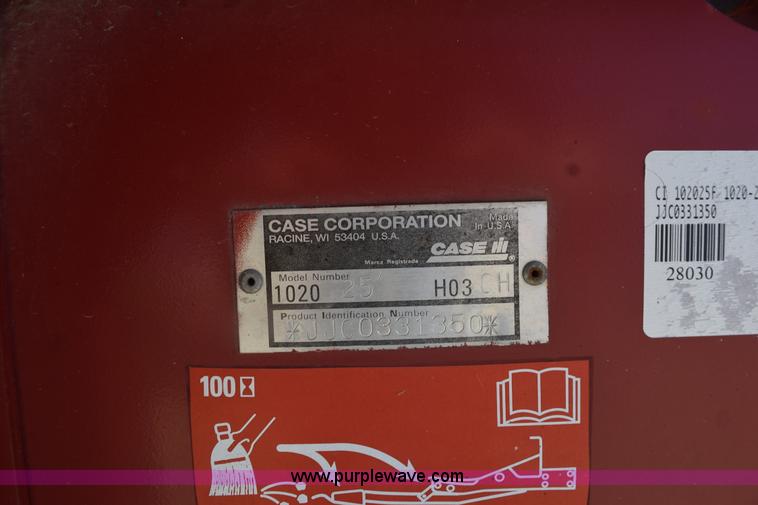 CASE CORPORATION
RACINE, WI 53404 U.S.A.
Made
In U.S.A.
CASE IH
Marca Registrada
Model Number
1020 25 H03 CH
Product Identification Number
*JJC0331350*
CI 102025F 1020-2
JJC0331350
28030
100
www.purplewave.com